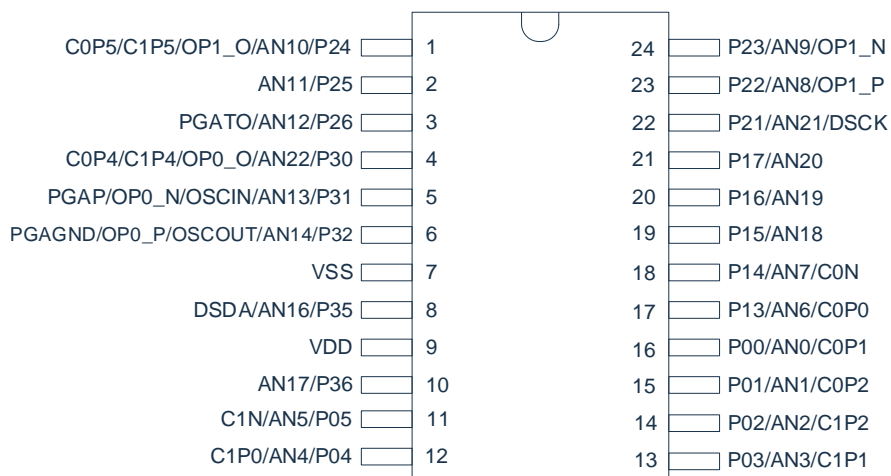 C0P5/C1P5/OP1_O/AN10/P24 1 24 P23/AN9/OP1_N
AN11/P25 2 23 P22/AN8/OP1_P
PGATO/AN12/P26 3 22 P21/AN21/DSCK
C0P4/C1P4/OP0_O/AN22/P30 4 21 P17/AN20
PGAP/OP0_N/OSCIN/AN13/P31 5 20 P16/AN19
PGAGND/OP0_P/OSCOUT/AN14/P32 6 19 P15/AN18
VSS 7 18 P14/AN7/C0N
DSDA/AN16/P35 8 17 P13/AN6/C0P0
VDD 9 16 P00/AN0/C0P1
AN17/P36 10 15 P01/AN1/C0P2
C1N/AN5/P05 11 14 P02/AN2/C1P2
C1P0/AN4/P04 12 13 P03/AN3/C1P1